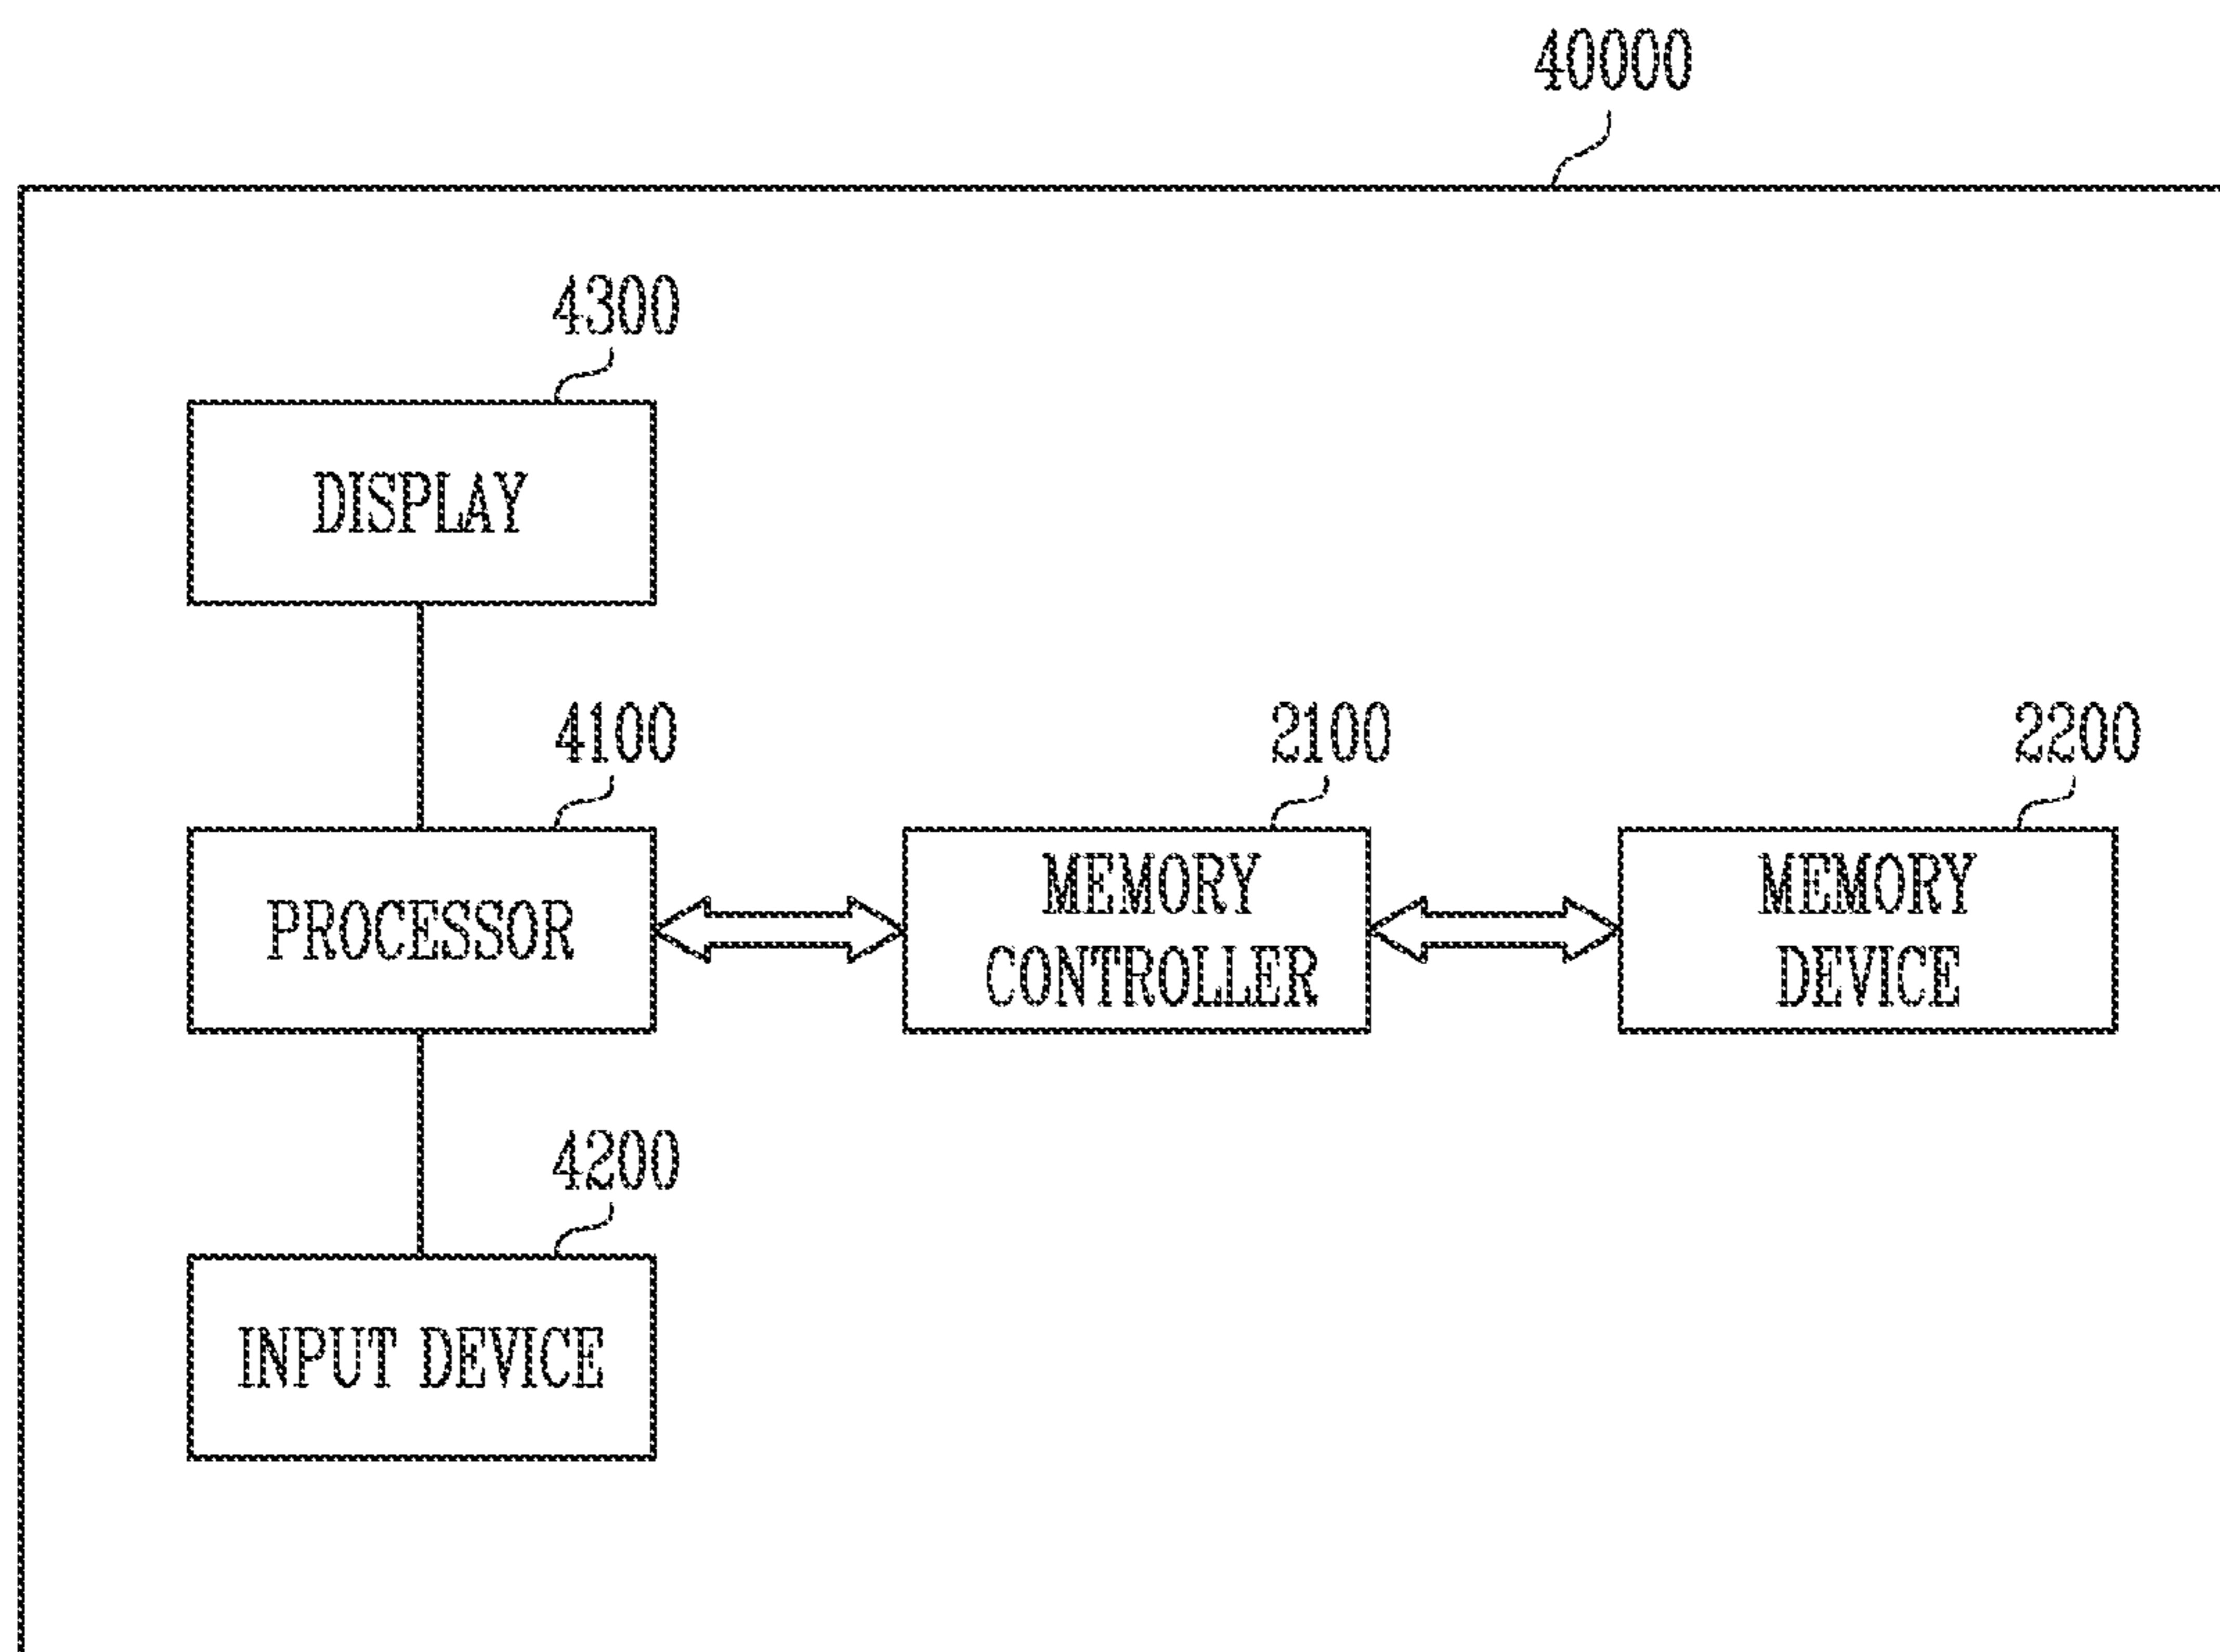 40000
4300
DISPLAY
4100
2100
2200
PROCESSOR
MEMORY
CONTROLLER
MEMORY
DEVICE
4200
INPUT DEVICE